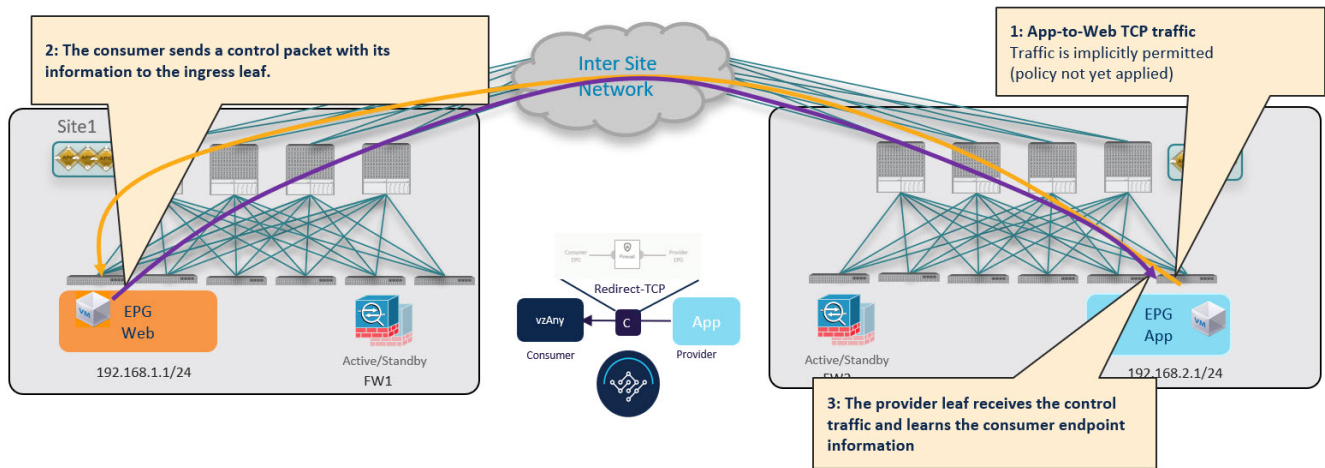 2: The consumer sends a control packet with its
information to the ingress leaf.
Inter Site
Network
1: App-to-Web TCP traffic
Traffic is implicitly permitted
(policy not yet applied)
Site1
APIC
Consumer
EPG
Firewall
Provider
EPG
Redirect-TCP
vzAny
C
App
Consumer
Provider
VM
EPG
Web
192.168.1.1/24
Active/Standby
FW1
Active/Standby
EPG
App
VM
192.168.2.1/24
3: The provider leaf receives the control
traffic and learns the consumer endpoint
information